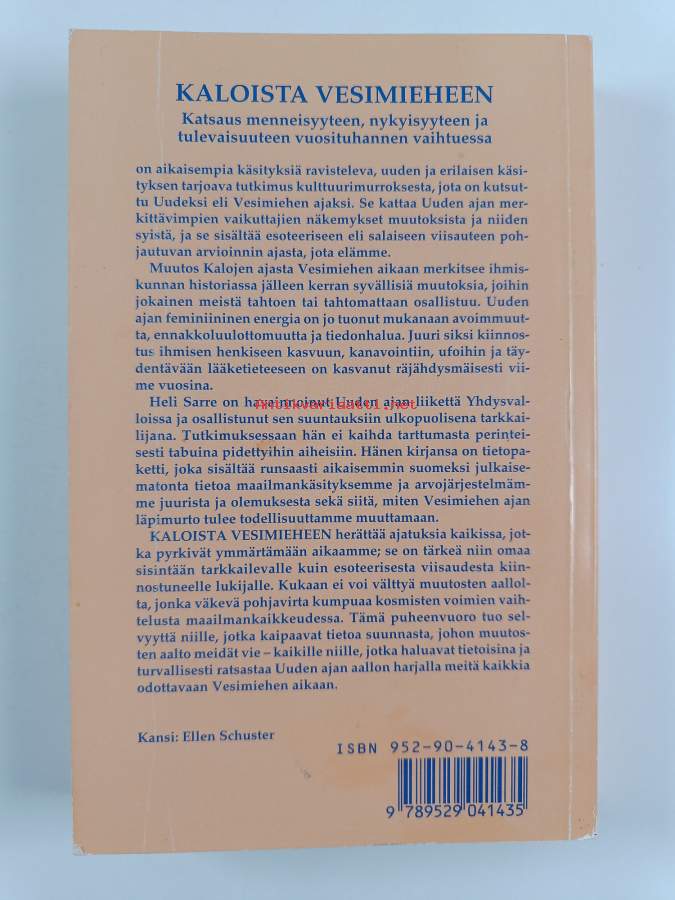 KALOISTA VESIMIEHEEN
Katsaus menneisyyteen, nykyisyyteen ja
tulevaisuuteen vuosituhannen vaihtuessa
on aikaisempia käsityksiä ravisteleva, uuden ja erilaisen käsi-
tyksen tarjoava tutkimus kulttuurimurroksesta, jota on kutsut-
tu Uudeksi eli Vesimiehen ajaksi. Se kattaa Uuden ajan mer-
kittävimpien vaikuttajien näkemykset muutoksista ja niiden
syistä, ja se sisältää esoteeriseen eli salaiseen viisauteen poh-
jautuvan arvioinnin ajasta, jota elämme.
Muutos Kalojen ajasta Vesimiehen aikaan merkitsee ihmis-
kunnan historiassa jälleen kerran syvällisiä muutoksia, joihin
jokainen meistä tahtoen tai tahtomattaan osallistuu. Uuden
ajan feminiininen energia on jo tuonut mukanaan avoimmuut-
ta, ennakkoluulottomuutta ja tiedonhalua. Juuri siksi kiinnos-
tus ihmisen henkiseen kasvuun, kanavointiin, ufoihin ja täy-
dentävään lääketieteeseen on kasvanut räjähdysmäisesti vii-
me vuosina.
Heli Sarre on havainnoinut Uuden ajan liikettä Yhdysval-
loissa ja osallistunut sen suuntauksiin ulkopuolisena tarkkai-
lijana. Tutkimuksessaan hän ei kaihda tarttumasta perintei-
sesti tabuina pidettyihin aiheisiin. Hänen kirjansa on tietopa-
ketti, joka sisältää runsaasti aikaisemmin suomeksi julkaise-
matonta tietoa maailmankäsityksemme ja arvojärjestelmäm-
me juurista ja olemuksesta sekä siitä, miten Vesimiehen ajan
läpimurto tulee todellisuuttamme muuttamaan.
KALOISTA VESIMIEHEEN herättää ajatuksia kaikissa, jot-
ka pyrkivät ymmärtämään aikaamme; se on tärkeä niin omaa
sisintään tarkkailevalle kuin esoteerisesta viisaudesta kiin-
nostuneelle lukijalle. Kukaan ei voi välttyä muutosten aallol-
ta, jonka väkevä pohjavirta kumpuaa kosmisten voimien vaih-
telusta maailmankaikkeudessa. Tämä puheenvuoro tuo sel-
vyyttä niille, jotka kaipaavat tietoa suunnasta, johon muutos-
ten aalto meidät vie – kaikille niille, jotka haluavat tietoisina ja
turvallisesti ratsastaa Uuden ajan aallon harjalla meitä kaikkia
odottavaan Vesimiehen aikaan.
Antikvariaatti.net
Kansi: Ellen Schuster
ISBN 952-90-4143-8
9 789529 041435